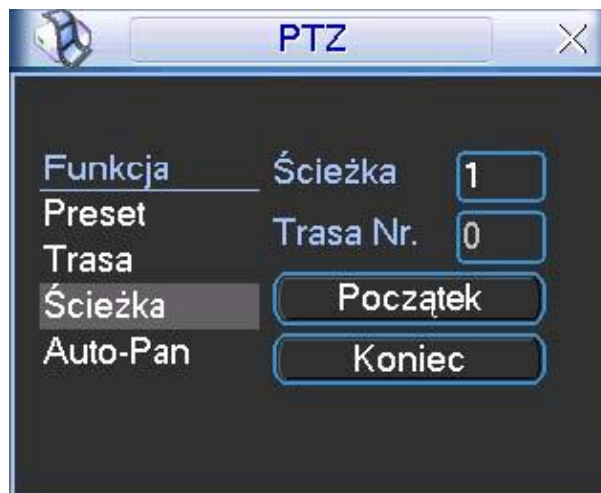 PTZ
Funkcja
Preset
Trasa
Ścieżka
Auto-Pan
Ścieżka 1
Trasa Nr. 0
Początek
Koniec